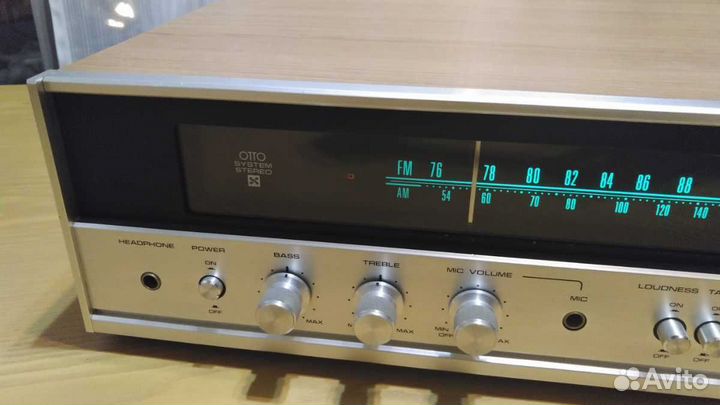 OTTO
SYSTEM
STEREO
FM 76 78 80 82 84 86 88
AM 54 60 70 80 100 120 140
HEADPHONE POWER BASS TREBLE MIC VOLUME MIC LOUDNESS
ON ON
OFF MAX MAX MIN OFF OFF
Avito